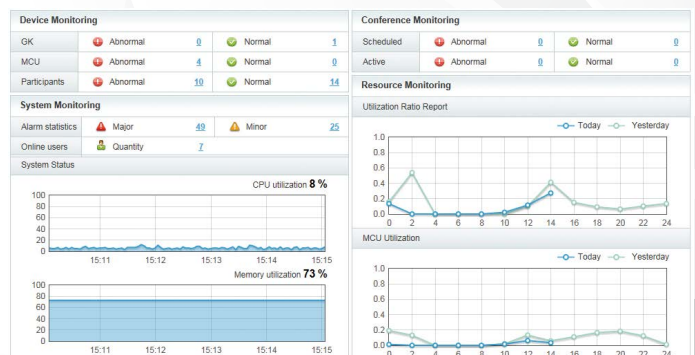 Device Monitoring
GK Abnormal 0 Normal 1
MCU Abnormal 4 Normal 0
Participants Abnormal 10 Normal 14
System Monitoring
Alarm statistics Major 49 Minor 25
Online users Quantity 7
System Status
CPU utilization 8 %
100
80
60
40
20
0
15:11 15:12 15:13 15:14 15:15
Memory utilization 73 %
100
80
60
40
20
0
15:11 15:12 15:13 15:14 15:15
Conference Monitoring
Scheduled Abnormal 0 Normal 0
Active Abnormal 0 Normal 0
Resource Monitoring
Utilization Ratio Report
Today Yesterday
1.0
0.8
0.6
0.4
0.2
0.0
0 2 4 6 8 10 12 14 16 18 20 22 24
MCU Utilization
Today Yesterday
1.0
0.8
0.6
0.4
0.2
0.0
0 2 4 6 8 10 12 14 16 18 20 22 24